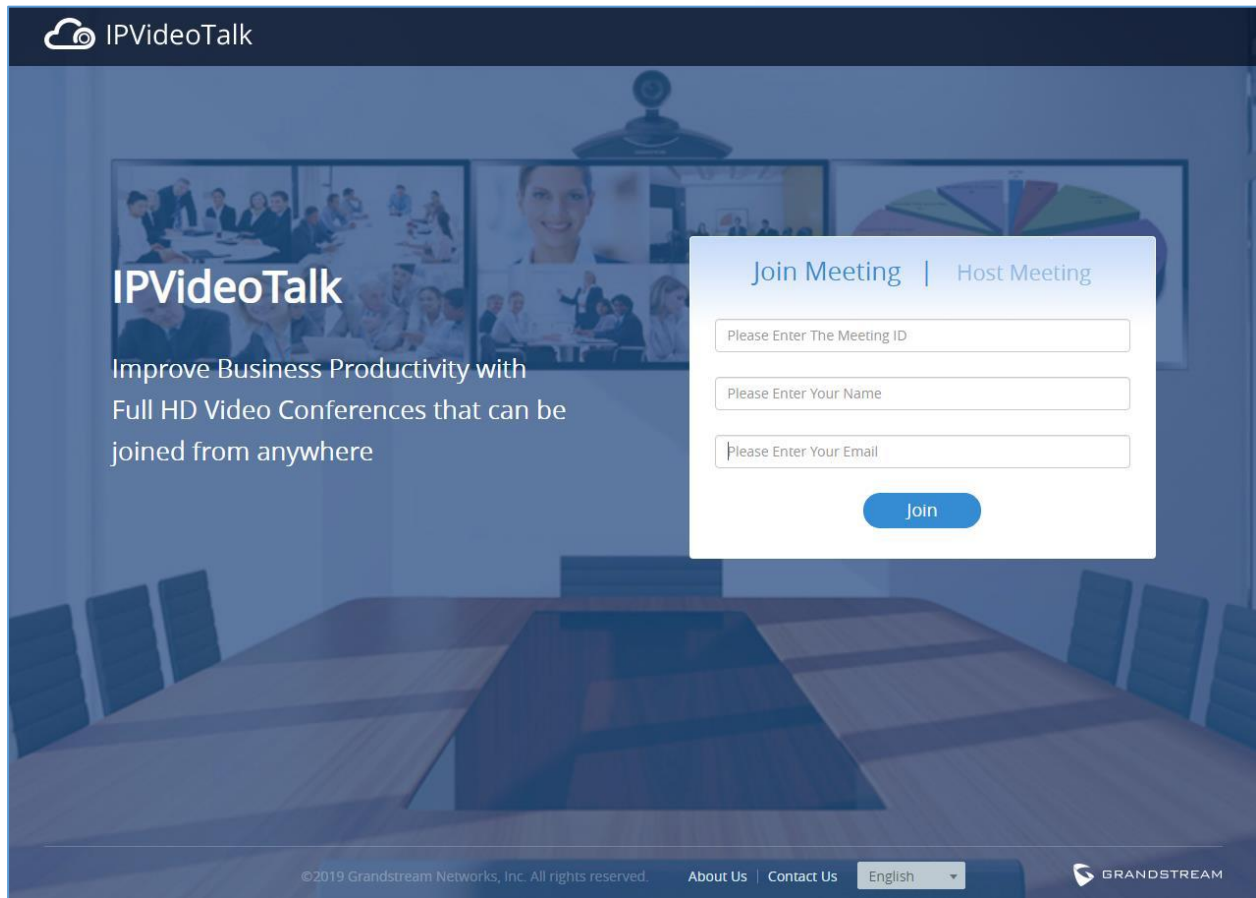 IPVideoTalk
IPVideoTalk
Improve Business Productivity with
Full HD Video Conferences that can be
joined from anywhere
Join Meeting | Host Meeting
Please Enter The Meeting ID
Please Enter Your Name
Please Enter Your Email
Join
©2019 Grandstream Networks, Inc. All rights reserved. About Us | Contact Us English GRANDSTREAM